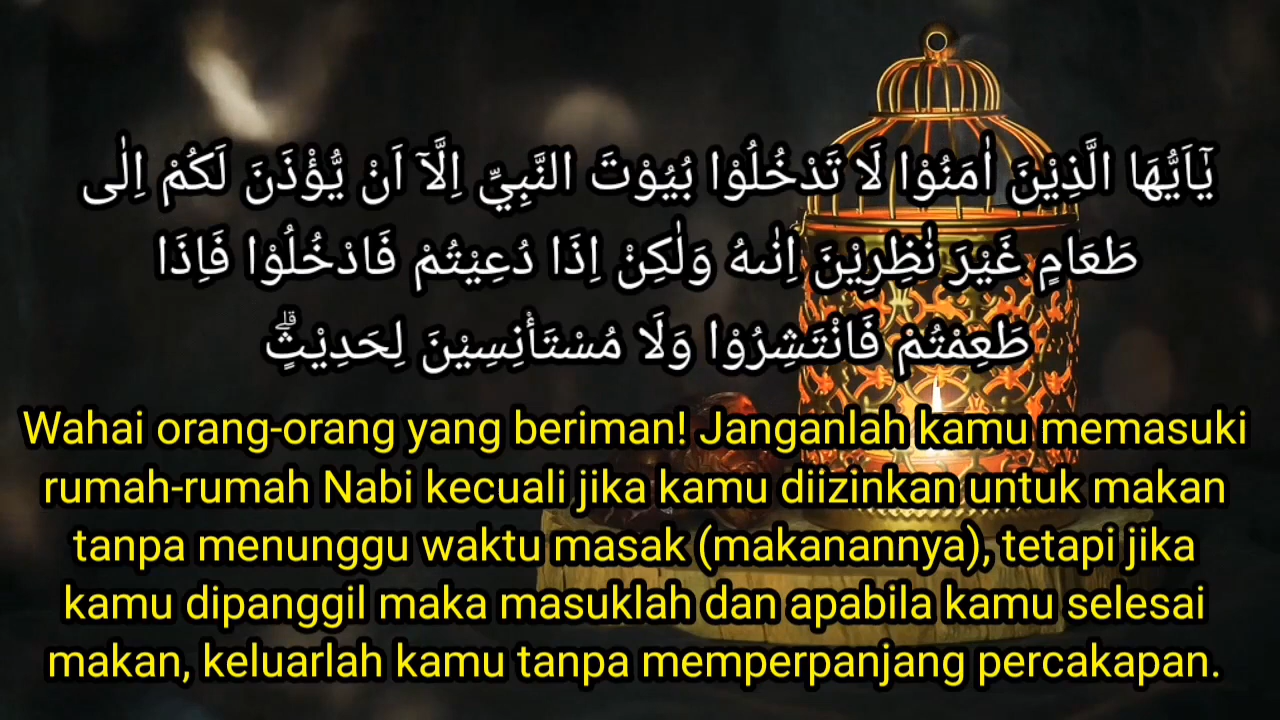 يٰٓاَيُّهَا الَّذِيْنَ اٰمَنُوْا لَا تَدْخُلُوْا بُيُوْتَ النَّبِيِّ اِلَّآ اَنْ يُّؤْذَنَ لَكُمْ اِلٰى
طَعَامٍ غَيْرَ نٰظِرِيْنَ اِنٰىهُ وَلٰكِنْ اِذَا دُعِيْتُمْ فَادْخُلُوْا فَاِذَا
طَعِمْتُمْ فَانْتَشِرُوْا وَلَا مُسْتَأْنِسِيْنَ لِحَدِيْثٍۗ
Wahai orang-orang yang beriman! Janganlah kamu memasuki
rumah-rumah Nabi kecuali jika kamu diizinkan untuk makan
tanpa menunggu waktu masak (makanannya), tetapi jika
kamu dipanggil maka masuklah dan apabila kamu selesai
makan, keluarlah kamu tanpa memperpanjang percakapan.